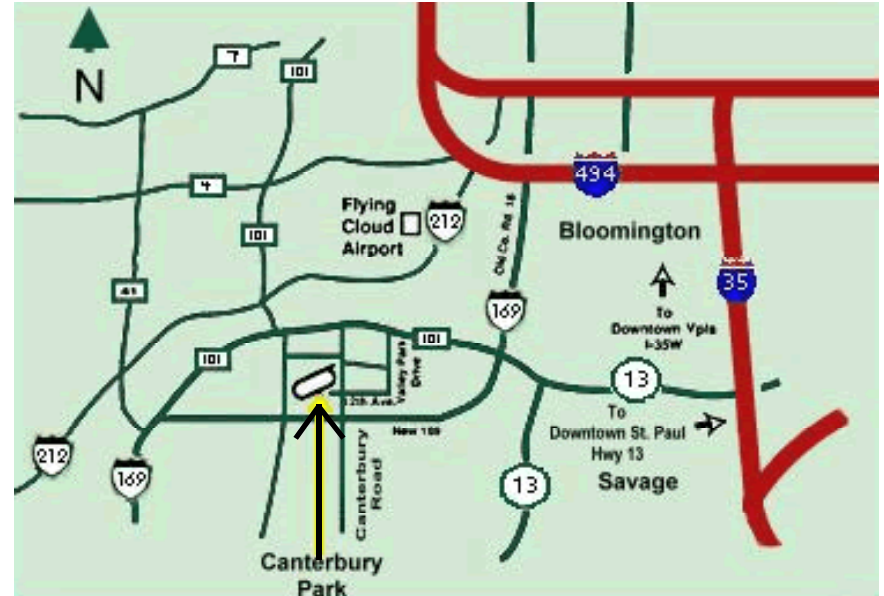 7
101
N
494
4
Flying
Cloud
Airport
212
Old Co. Rd. 18
101
Bloomington
41
35
169
To
Downtown Vpls
I-35W
101
101
Valley Park
Drive
13
12th Ave.
To
Downtown St. Paul
Hwy 13
New 169
212
169
Canterbury
Road
13
Savage
Canterbury
Park